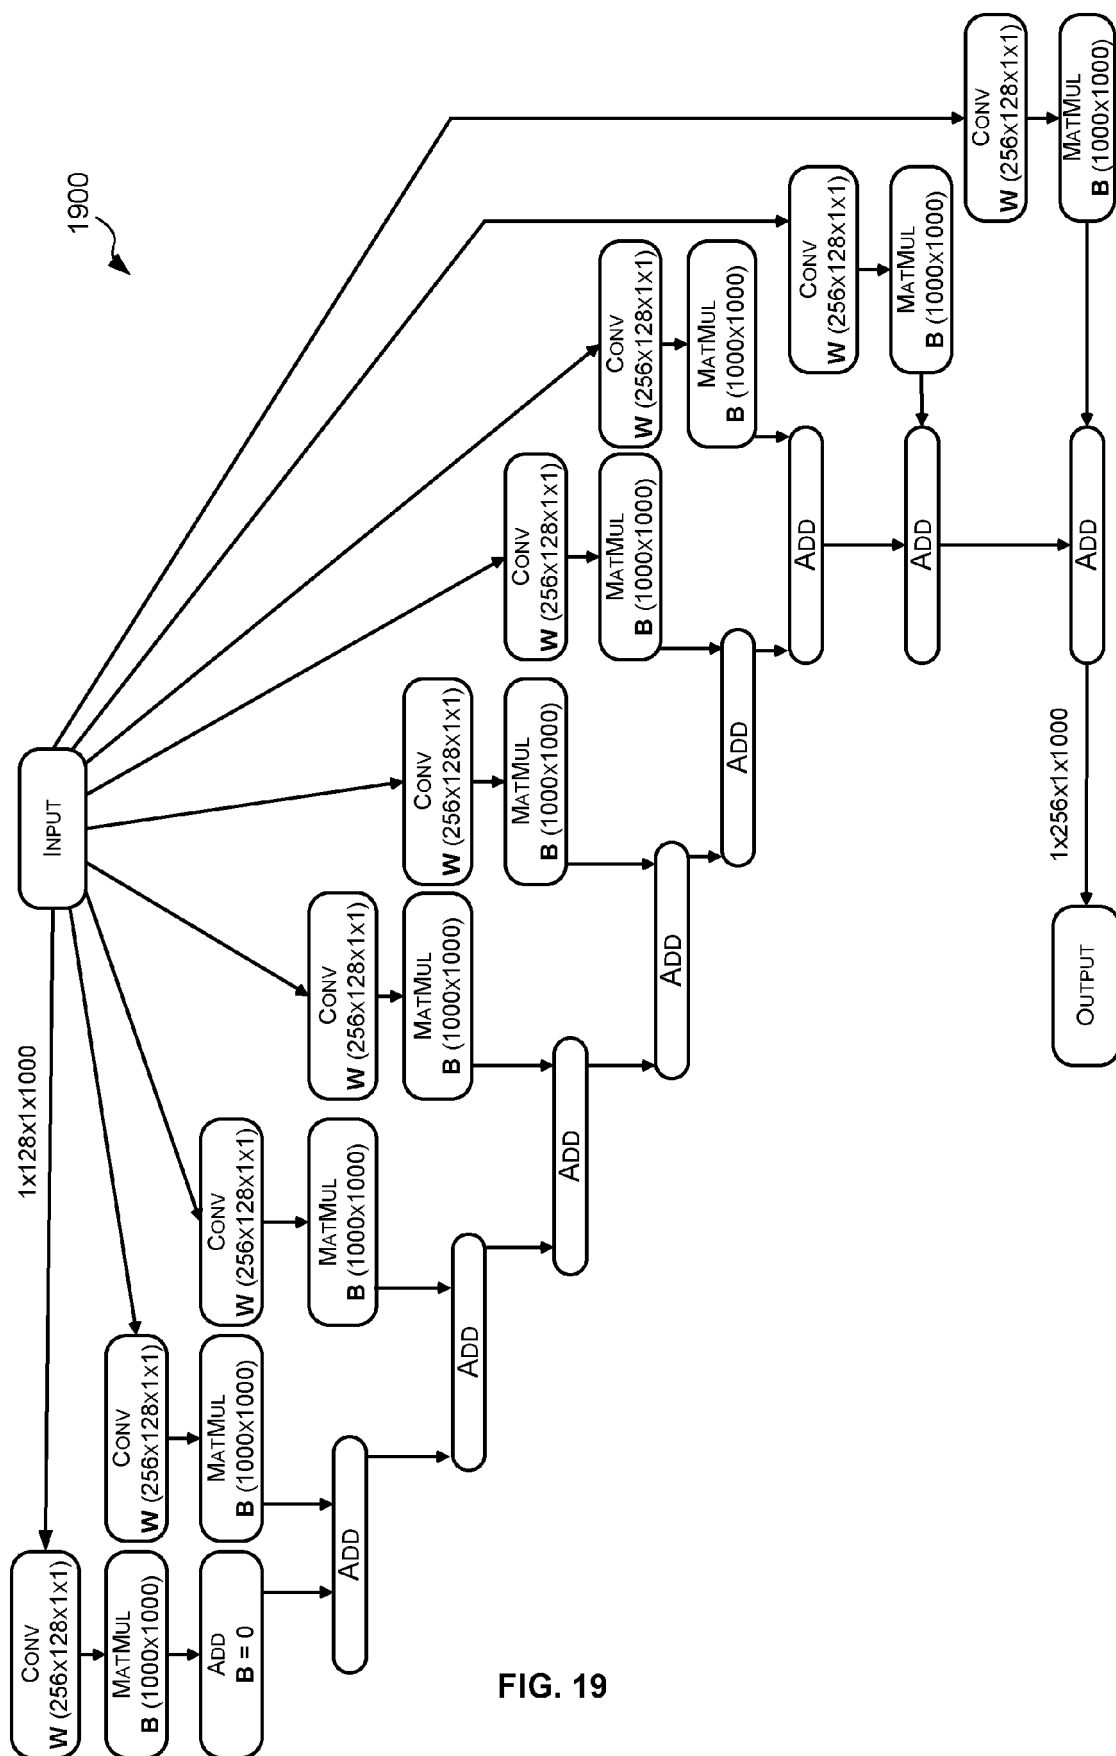 1900
INPUT
1x128x1x1000
CONV
W (256x128x1x1)
MATMUL
B (1000x1000)
ADD
B = 0
CONV
W (256x128x1x1)
MATMUL
B (1000x1000)
ADD
CONV
W (256x128x1x1)
MATMUL
B (1000x1000)
ADD
CONV
W (256x128x1x1)
MATMUL
B (1000x1000)
ADD
CONV
W (256x128x1x1)
MATMUL
B (1000x1000)
ADD
CONV
W (256x128x1x1)
MATMUL
B (1000x1000)
ADD
CONV
W (256x128x1x1)
MATMUL
B (1000x1000)
ADD
CONV
W (256x128x1x1)
MATMUL
B (1000x1000)
ADD
CONV
W (256x128x1x1)
MATMUL
B (1000x1000)
ADD
1x256x1x1000
OUTPUT
FIG. 19